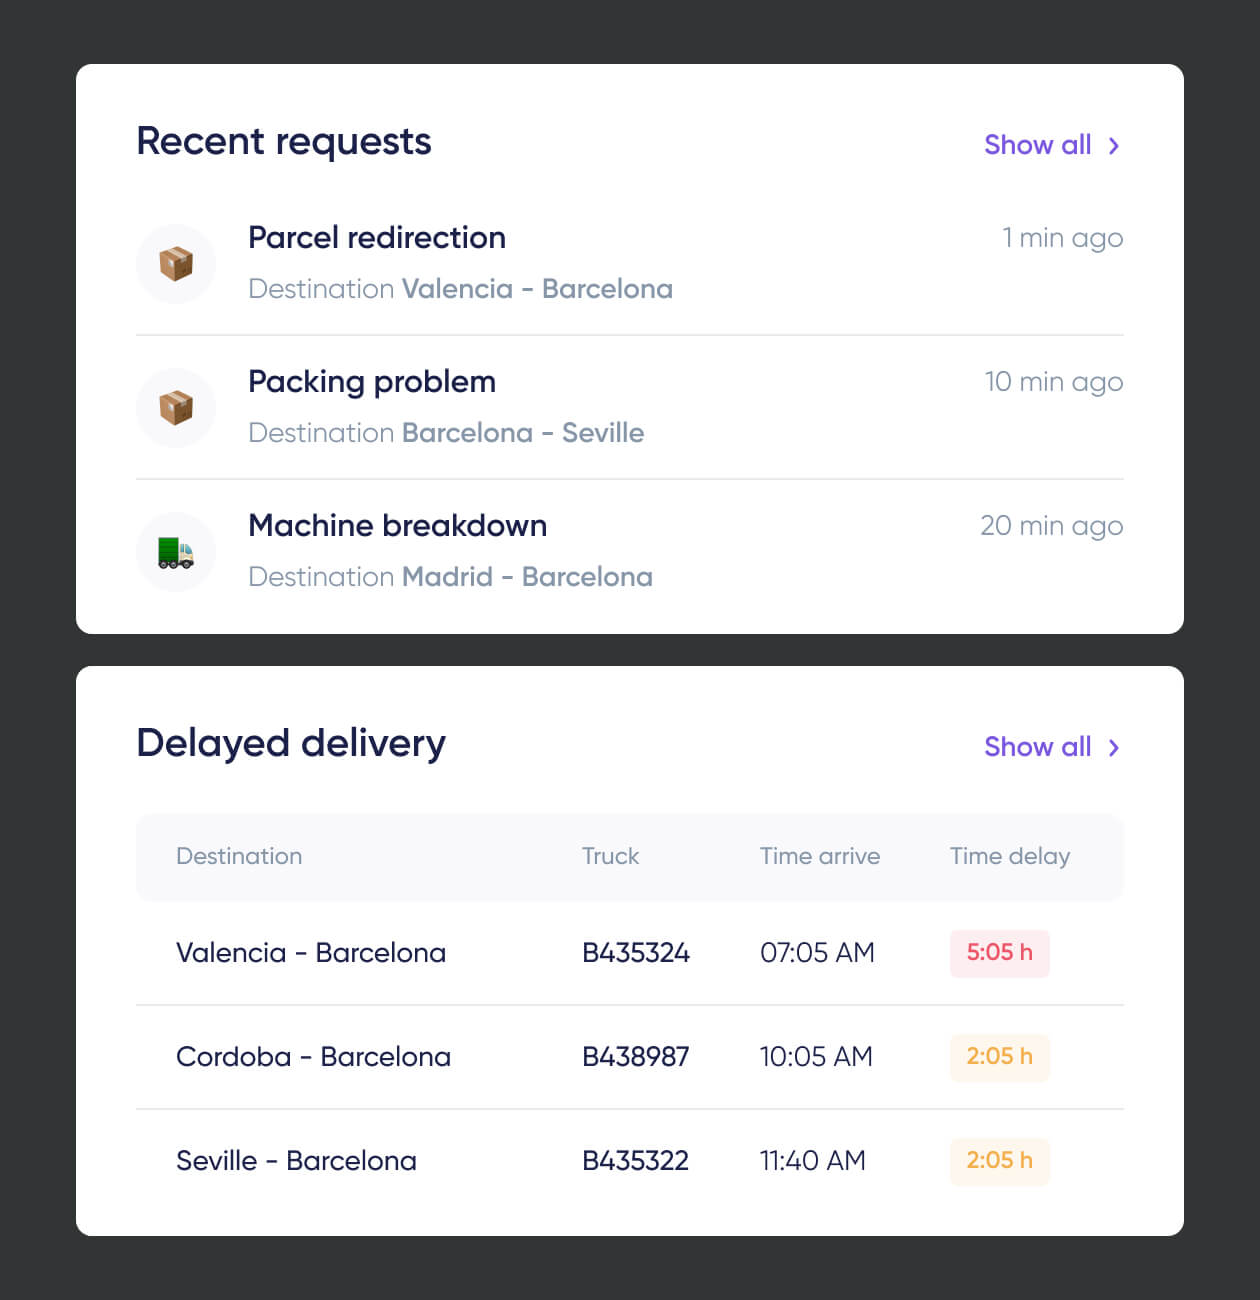 Recent requests
Show all
Parcel redirection
1 min ago
Destination Valencia - Barcelona
Packing problem
10 min ago
Destination Barcelona - Seville
Machine breakdown
20 min ago
Destination Madrid - Barcelona
Delayed delivery
Show all
Destination Truck Time arrive Time delay
Valencia - Barcelona B435324 07:05 AM 5:05 h
Cordoba - Barcelona B438987 10:05 AM 2:05 h
Seville - Barcelona B435322 11:40 AM 2:05 h